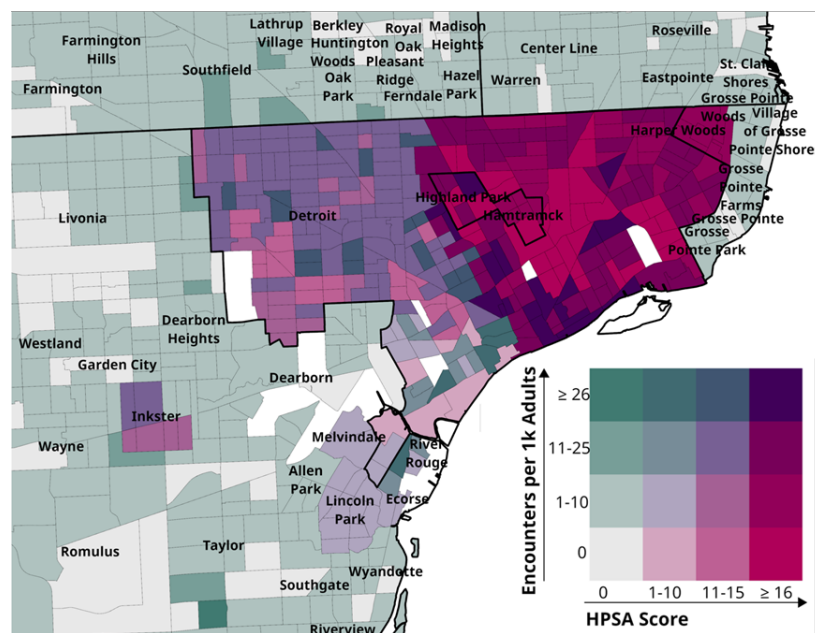 Lathrup
Village
Berkley
Huntington
Woods
Oak
Park
Royal
Oak
Pleasant
Ridge
Ferndale
Madison
Heights
Hazel
Park
Roseville
Farmington
Hills
Center Line
Southfield
Warren
Eastpointe
St. Clair
Shores
Farmington
Grosse Pointe
Woods
Village
of Grosse
Pointe Shore
Harper Woods
Grosse
Pointe
Farms
Highland Park
Hamtramck
Livonia
Detroit
Grosse Pointe
Grosse
Pointe Park
Westland
Dearborn
Heights
Garden City
Dearborn
Inkster
Wayne
Melvindale
River
Rouge
Allen
Park
Lincoln
Park
Ecorse
Romulus
Taylor
Wyandotte
Southgate
Riverview
Encounters per 1k Adults
≥ 26
11-25
1-10
0
0
1-10
11-15
≥ 16
HPSA Score